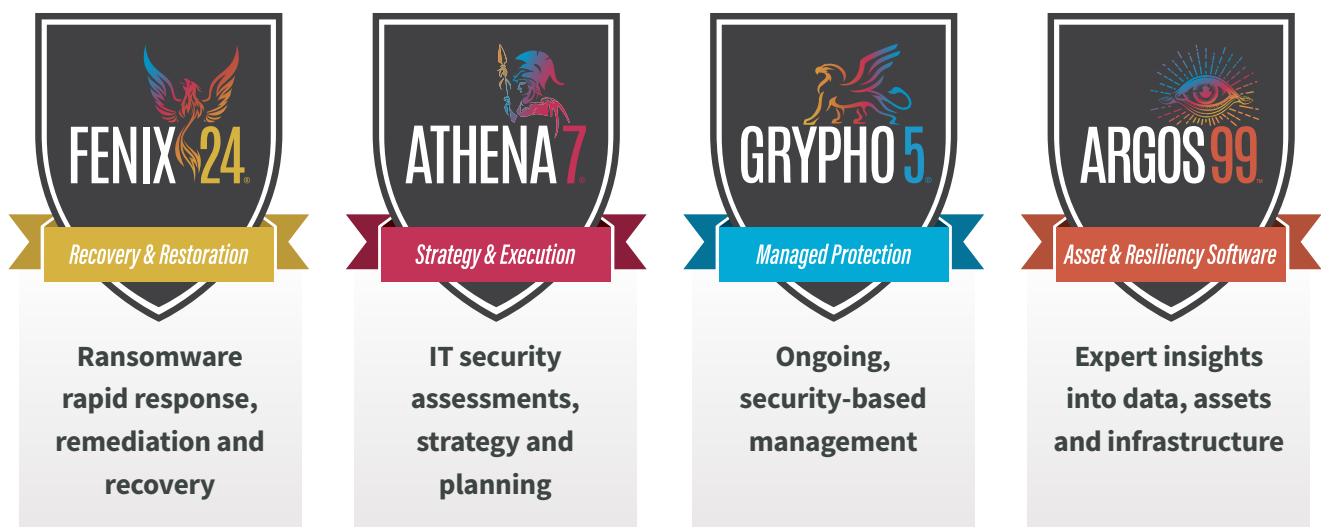 FENIX 24®
Recovery & Restoration
Ransomware
rapid response,
remediation and
recovery
ATHENA 7®
Strategy & Execution
IT security
assessments,
strategy and
planning
GRYPHO 5®
Managed Protection
Ongoing,
security-based
management
ARGOS 99™
Asset & Resiliency Software
Expert insights
into data, assets
and infrastructure